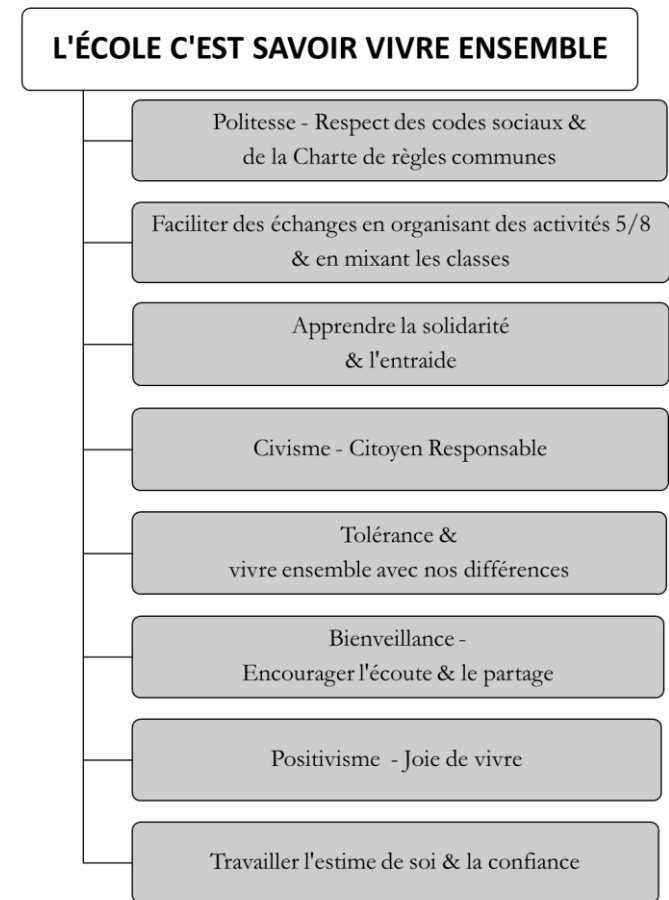 L'ÉCOLE C'EST SAVOIR VIVRE ENSEMBLE
Politesse - Respect des codes sociaux &
de la Charte de règles communes
Faciliter des échanges en organisant des activités 5/8
& en mixant les classes
Apprendre la solidarité
& l'entraide
Civisme - Citoyen Responsable
Tolérance &
vivre ensemble avec nos différences
Bienveillance -
Encourager l'écoute & le partage
Positivisme - Joie de vivre
Travailler l'estime de soi & la confiance